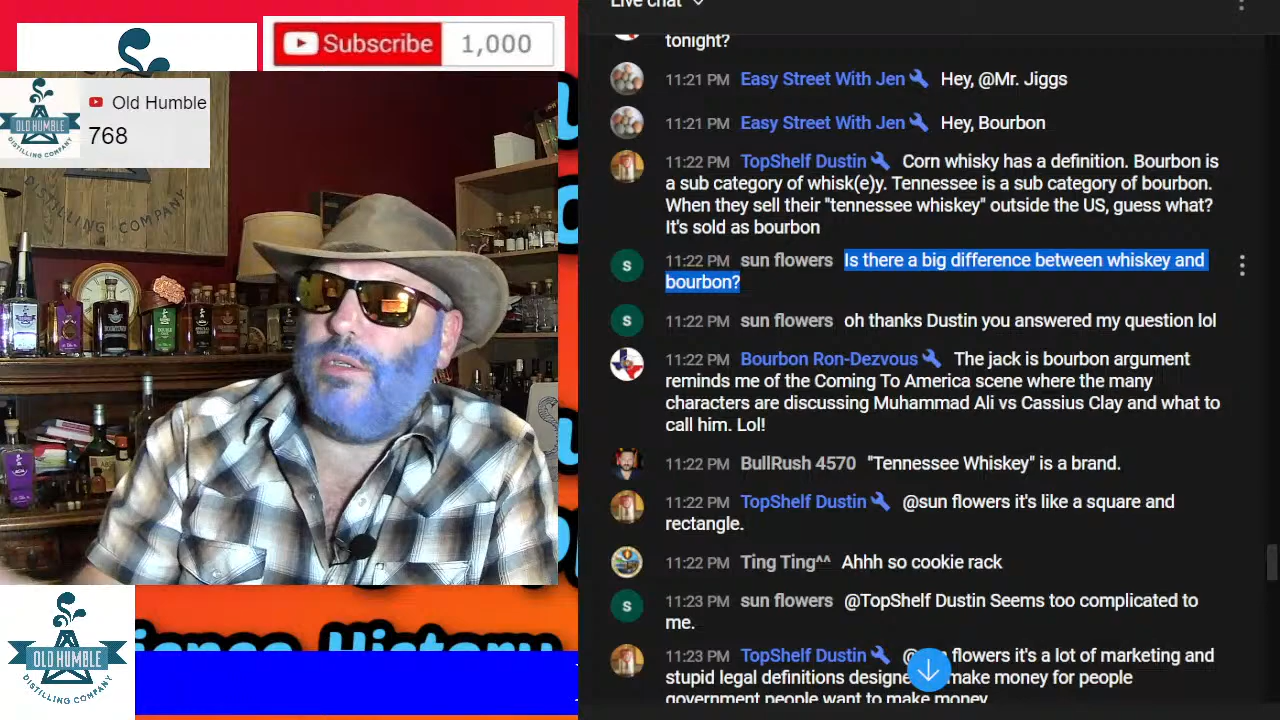 Subscribe
1,000
Old Humble
768
OLD HUMBLE
DISTILLING COMPANY
DISTILLING COMPANY
OLD HUMBLE
DISTILLING COMPANY
ience History
Live chat
tonight?
11:21 PM Easy Street With Jen Hey, @Mr. Jiggs
11:21 PM Easy Street With Jen Hey, Bourbon
11:22 PM TopShelf Dustin Corn whisky has a definition. Bourbon is
a sub category of whisk(e)y. Tennessee is a sub category of bourbon.
When they sell their "tennessee whiskey" outside the US, guess what?
It's sold as bourbon
S
11:22 PM sun flowers Is there a big difference between whiskey and
bourbon?
S
11:22 PM sun flowers oh thanks Dustin you answered my question lol
11:22 PM Bourbon Ron-Dezvous The jack is bourbon argument
reminds me of the Coming To America scene where the many
characters are discussing Muhammad Ali vs Cassius Clay and what to
call him. Lol!
11:22 PM BullRush 4570 "Tennessee Whiskey" is a brand.
11:22 PM TopShelf Dustin @sun flowers it's like a square and
rectangle.
11:22 PM Ting Ting^^ Ahhh so cookie rack
S
11:23 PM sun flowers @TopShelf Dustin Seems too complicated to
me.
11:23 PM TopShelf Dustin flowers it's a lot of marketing and
stupid legal definitions make money for people
government people want to make money